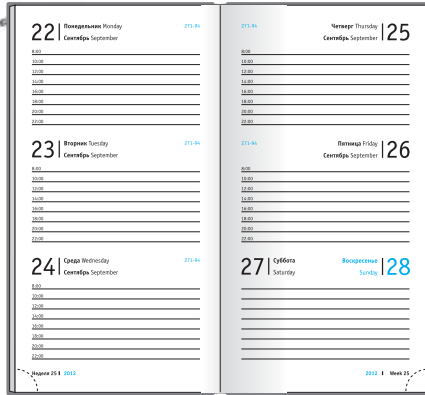 22 Понедельник Monday 271-94
Сентябрь September
8:00
10:00
12:00
14:00
16:00
18:00
20:00
22:00
23 Вторник Tuesday 271-94
Сентябрь September
8:00
10:00
12:00
14:00
16:00
18:00
20:00
22:00
24 Среда Wednesday 271-94
Сентябрь September
8:00
10:00
12:00
14:00
16:00
18:00
20:00
22:00
Неделя 25 2012
271-94 Четверг Thursday 25
Сентябрь September
8:00
10:00
12:00
14:00
16:00
18:00
20:00
22:00
271-94 Пятница Friday 26
Сентябрь September
8:00
10:00
12:00
14:00
16:00
18:00
20:00
22:00
27 Суббота Воскресенье 28
Saturday Sunday
2012 Week 25